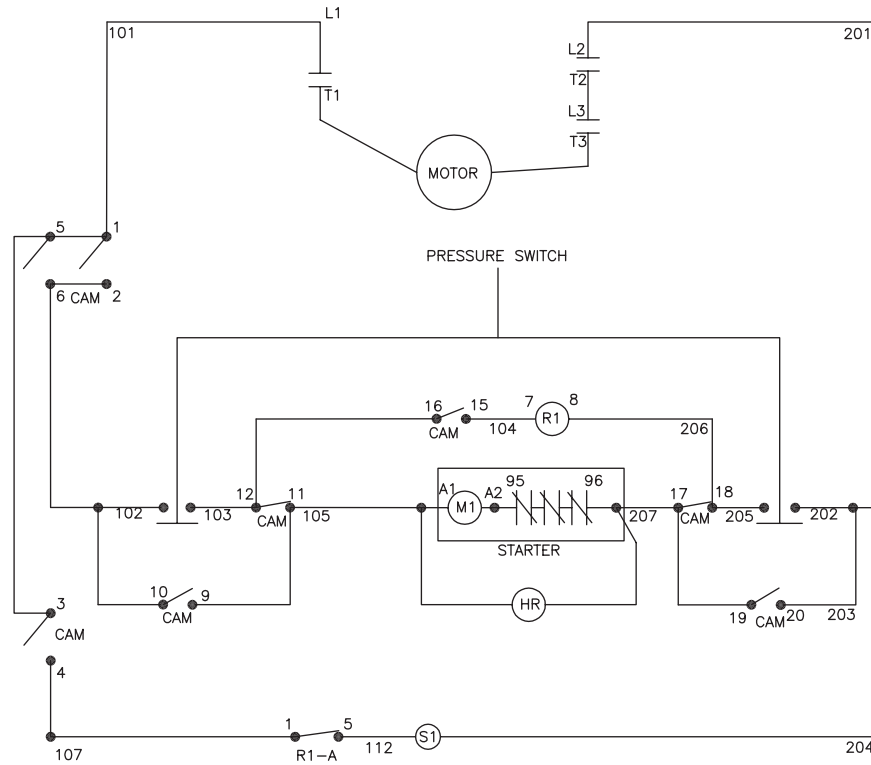 L1
101
201
L2
T2
T1
L3
T3
MOTOR
5
1
PRESSURE SWITCH
6
CAM
2
16
15
7
8
R1
CAM
104
206
95
96
A1
A2
M1
12
11
17
18
102
103
CAM
105
207
CAM
205
202
STARTER
10
9
CAM
HR
19
CAM
20
203
3
CAM
4
1
5
S1
107
R1-A
112
204